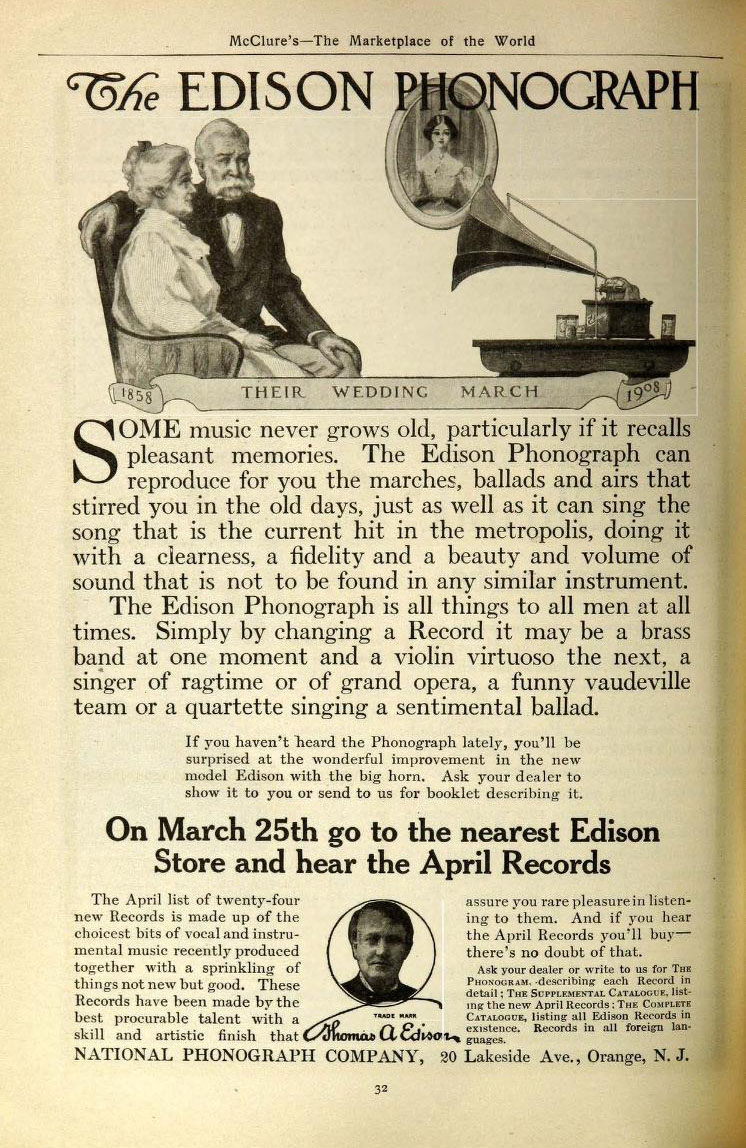 McClure's—The Marketplace of the World
The EDISON PHONOGRAPH
1858 THEIR WEDDING MARCH 1908
SOME music never grows old, particularly if it recalls
pleasant memories. The Edison Phonograph can
reproduce for you the marches, ballads and airs that
stirred you in the old days, just as well as it can sing the
song that is the current hit in the metropolis, doing it
with a clearness, a fidelity and a beauty and volume of
sound that is not to be found in any similar instrument.
The Edison Phonograph is all things to all men at all
times. Simply by changing a Record it may be a brass
band at one moment and a violin virtuoso the next, a
singer of ragtime or of grand opera, a funny vaudeville
team or a quartette singing a sentimental ballad.
If you haven't heard the Phonograph lately, you'll be
surprised at the wonderful improvement in the new
model Edison with the big horn. Ask your dealer to
show it to you or send to us for booklet describing it.
On March 25th go to the nearest Edison
Store and hear the April Records
The April list of twenty-four
new Records is made up of the
choicest bits of vocal and instru-
mental music recently produced
together with a sprinkling of
things not new but good. These
Records have been made by the
best procurable talent with a
skill and artistic finish that
TRADE MARK
Thomas A Edison
assure you rare pleasure in listen-
ing to them. And if you hear
the April Records you'll buy—
there's no doubt of that.
Ask your dealer or write to us for THE
PHONOGRAM, describing each Record in
detail; THE SUPPLEMENTAL CATALOGUE, list-
ing the new April Records; THE COMPLETE
CATALOGUE, listing all Edison Records in
existence. Records in all foreign lan-
guages.
NATIONAL PHONOGRAPH COMPANY, 20 Lakeside Ave., Orange, N. J.
32